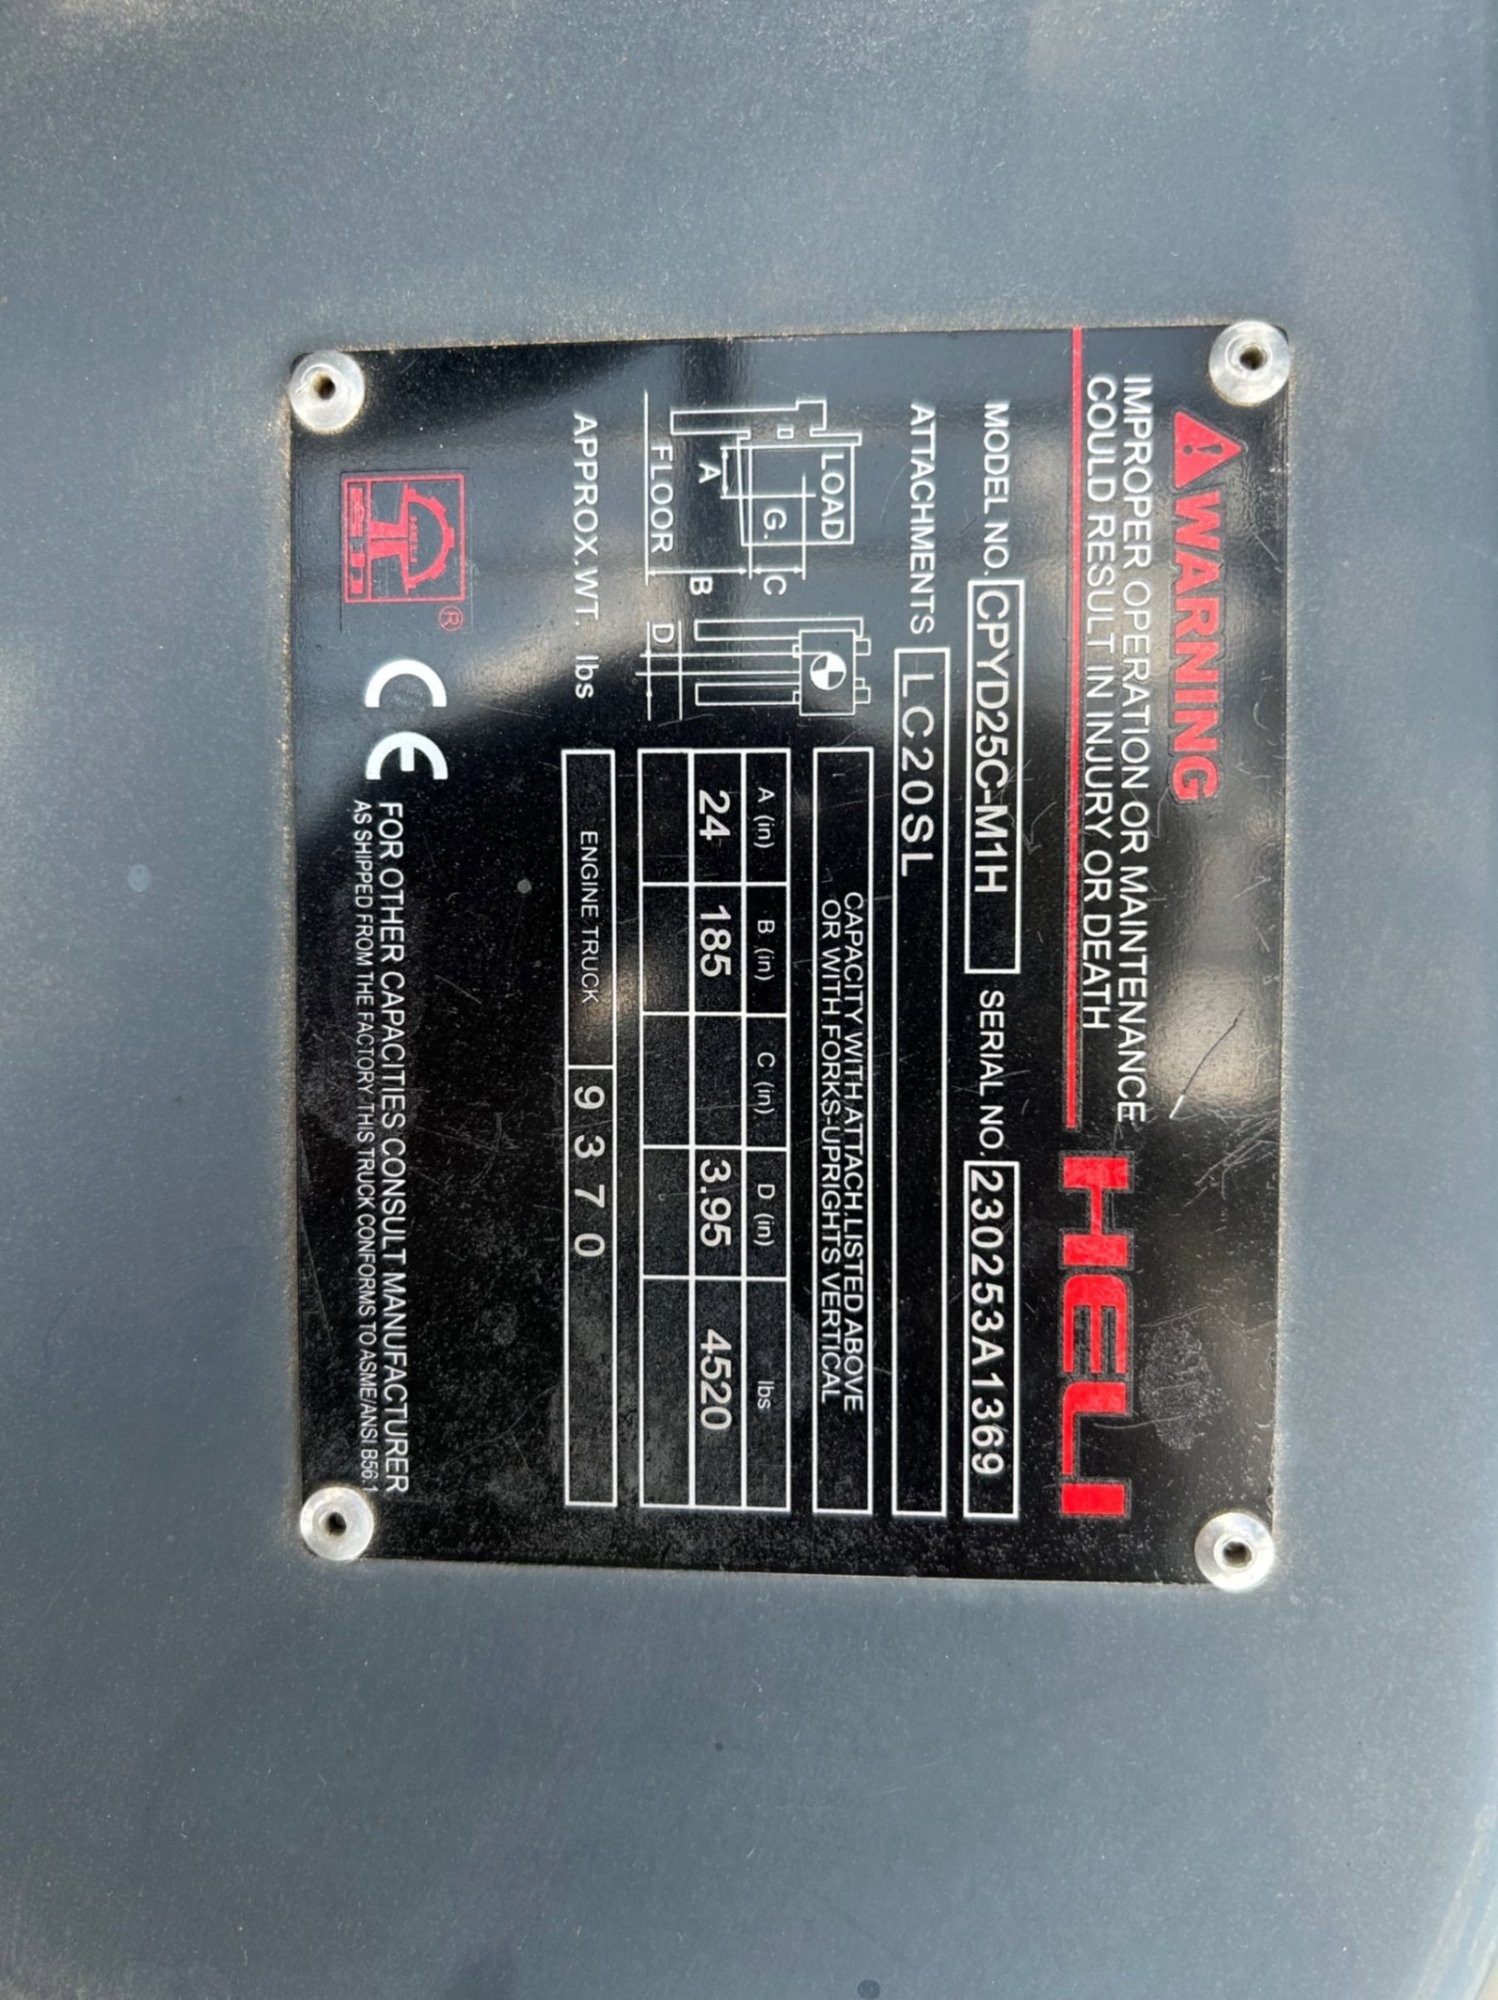 WARNING
IMPROPER OPERATION OR MAINTENANCE
COULD RESULT IN INJURY OR DEATH
HELI
MODEL NO. CPYD25C-M1H SERIAL NO. 230253A1369
ATTACHMENTS LC20SL
CAPACITY WITH ATTACH.LISTED ABOVE
OR WITH FORKS-UPRIGHTS VERTICAL
LOAD
G.
C
A
B
FLOOR
D
A (in) B (in) C (in) D (in) lbs
24 185 3.95 4520
APPROX.WT. lbs ENGINE TRUCK 9370
®
CE
FOR OTHER CAPACITIES CONSULT MANUFACTURER
AS SHIPPED FROM THE FACTORY.THIS TRUCK CONFORMS TO ASME/ANSI B56.1